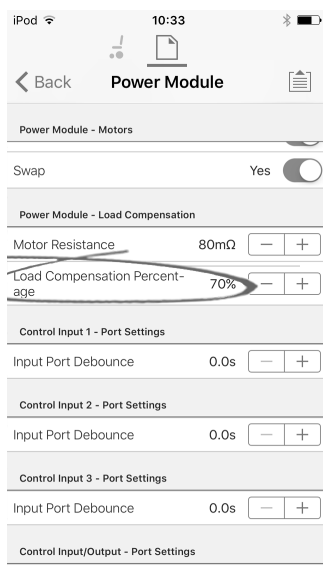 iPod 10:33
Back Power Module
Power Module - Motors
Swap Yes
Power Module - Load Compensation
Motor Resistance 80mΩ − +
Load Compensation Percent-
age 70% − +
Control Input 1 - Port Settings
Input Port Debounce 0.0s − +
Control Input 2 - Port Settings
Input Port Debounce 0.0s − +
Control Input 3 - Port Settings
Input Port Debounce 0.0s − +
Control Input/Output - Port Settings